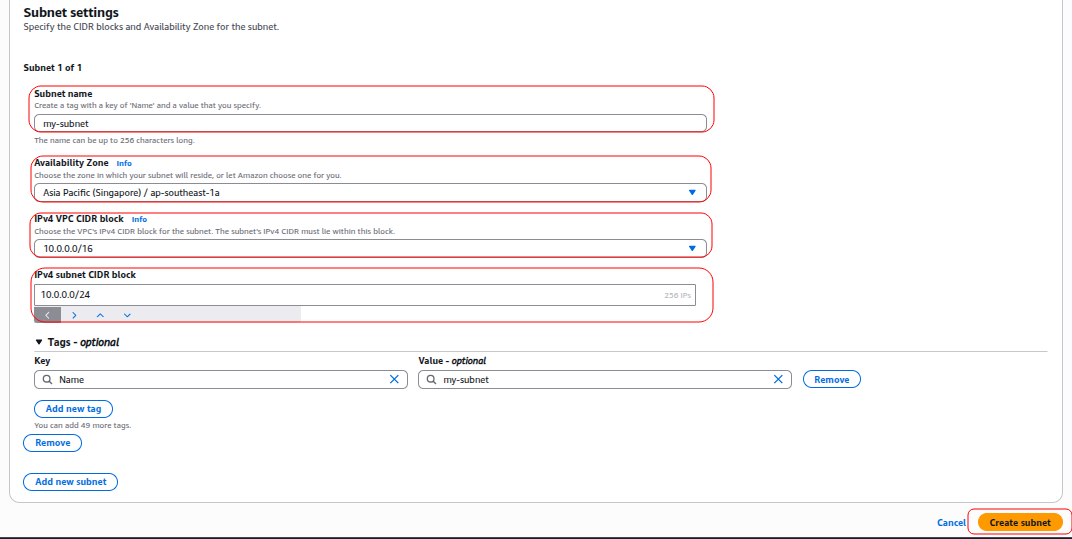 Subnet settings
Specify the CIDR blocks and Availability Zone for the subnet.
Subnet 1 of 1
Subnet name
Create a tag with a key of 'Name' and a value that you specify.
my-subnet
The name can be up to 256 characters long.
Availability Zone Info
Choose the zone in which your subnet will reside, or let Amazon choose one for you.
Asia Pacific (Singapore) / ap-southeast-1a
IPv4 VPC CIDR block Info
Choose the VPC's IPv4 CIDR block for the subnet. The subnet's IPv4 CIDR must lie within this block.
10.0.0.0/16
IPv4 subnet CIDR block
10.0.0.0/24 256 IPs
Tags - optional
Key Value - optional
Name my-subnet Remove
Add new tag
You can add 49 more tags.
Remove
Add new subnet
Cancel Create subnet